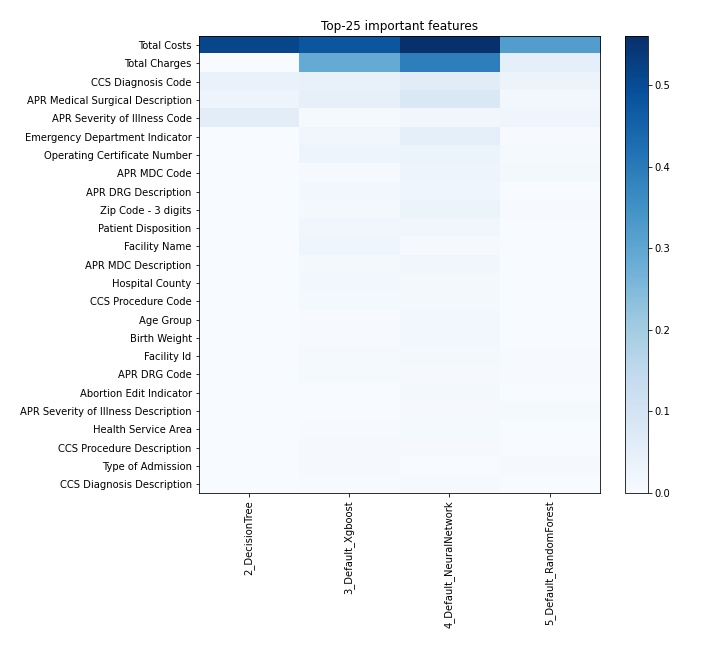 Top-25 important features
Total Costs
Total Charges
CCS Diagnosis Code
APR Medical Surgical Description
APR Severity of Illness Code
Emergency Department Indicator
Operating Certificate Number
APR MDC Code
APR DRG Description
Zip Code - 3 digits
Patient Disposition
Facility Name
APR MDC Description
Hospital County
CCS Procedure Code
Age Group
Birth Weight
Facility Id
APR DRG Code
Abortion Edit Indicator
APR Severity of Illness Description
Health Service Area
CCS Procedure Description
Type of Admission
CCS Diagnosis Description
2_DecisionTree
3_Default_Xgboost
4_Default_NeuralNetwork
5_Default_RandomForest
0.5
0.4
0.3
0.2
0.1
0.0